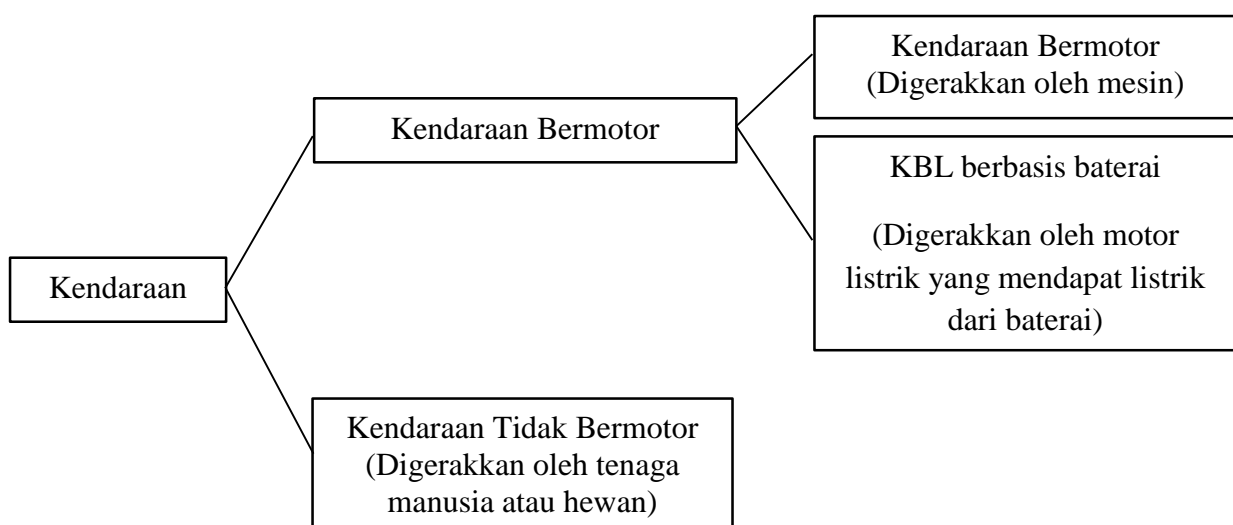 Kendaraan Bermotor
(Digerakkan oleh mesin)
Kendaraan Bermotor
KBL berbasis baterai
(Digerakkan oleh motor
listrik yang mendapat listrik
dari baterai)
Kendaraan
Kendaraan Tidak Bermotor
(Digerakkan oleh tenaga
manusia atau hewan)